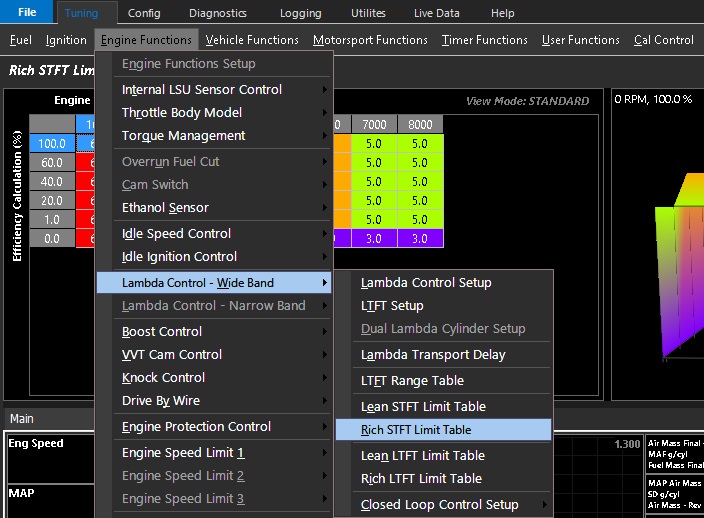 File Tuning Config Diagnostics Logging Utilites Live Data Help
Fuel Ignition Engine Functions Vehicle Functions Motorsport Functions Timer Functions User Functions Cal Control
Rich STFT Lim
Engine
View Mode: STANDARD
0 RPM, 100.0 %
Efficiency Calculation (%)
7000 8000
100.0 5.0 5.0
60.0 5.0 5.0
40.0 5.0 5.0
20.0 5.0 5.0
1.0 5.0 5.0
0.0 3.0 3.0
Engine Functions Setup
Internal LSU Sensor Control
Throttle Body Model
Torque Management
Overrun Fuel Cut
Cam Switch
Ethanol Sensor
Idle Speed Control
Idle Ignition Control
Lambda Control - Wide Band
Lambda Control - Narrow Band
Boost Control
VVT Cam Control
Knock Control
Drive By Wire
Engine Protection Control
Engine Speed Limit 1
Engine Speed Limit 2
Engine Speed Limit 3
Lambda Control Setup
LTFT Setup
Dual Lambda Cylinder Setup
Lambda Transport Delay
LTFT Range Table
Lean STFT Limit Table
Rich STFT Limit Table
Lean LTFT Limit Table
Rich LTFT Limit Table
Closed Loop Control Setup
Main
Eng Speed
MAP
1.300
Air Mass Final -
MAF g/cyl
Fuel Mass Final
MAP Air Mass
SD g/cyl
Air Mass - Rev